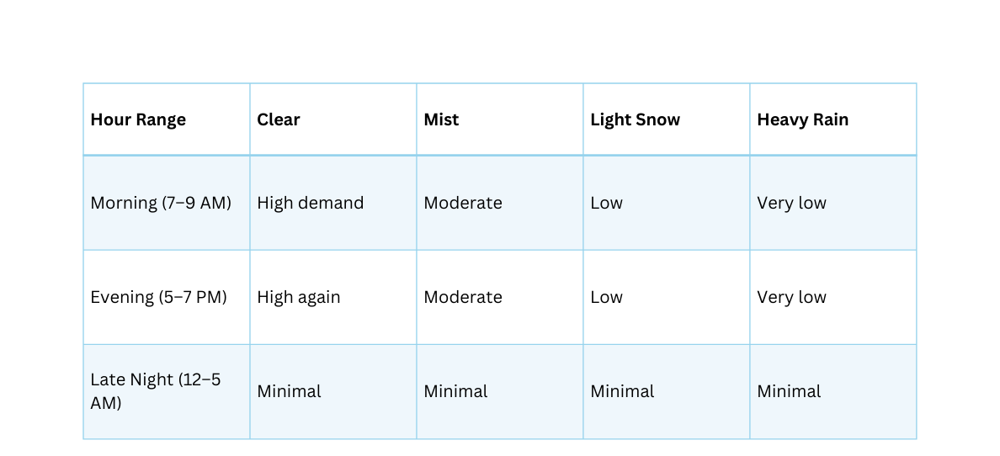 Hour Range Clear Mist Light Snow Heavy Rain
Morning (7–9 AM) High demand Moderate Low Very low
Evening (5–7 PM) High again Moderate Low Very low
Late Night (12–5
AM) Minimal Minimal Minimal Minimal